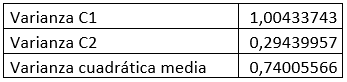 Varianza C1 1,00433743
Varianza C2 0,29439957
Varianza cuadrática media 0,74005566